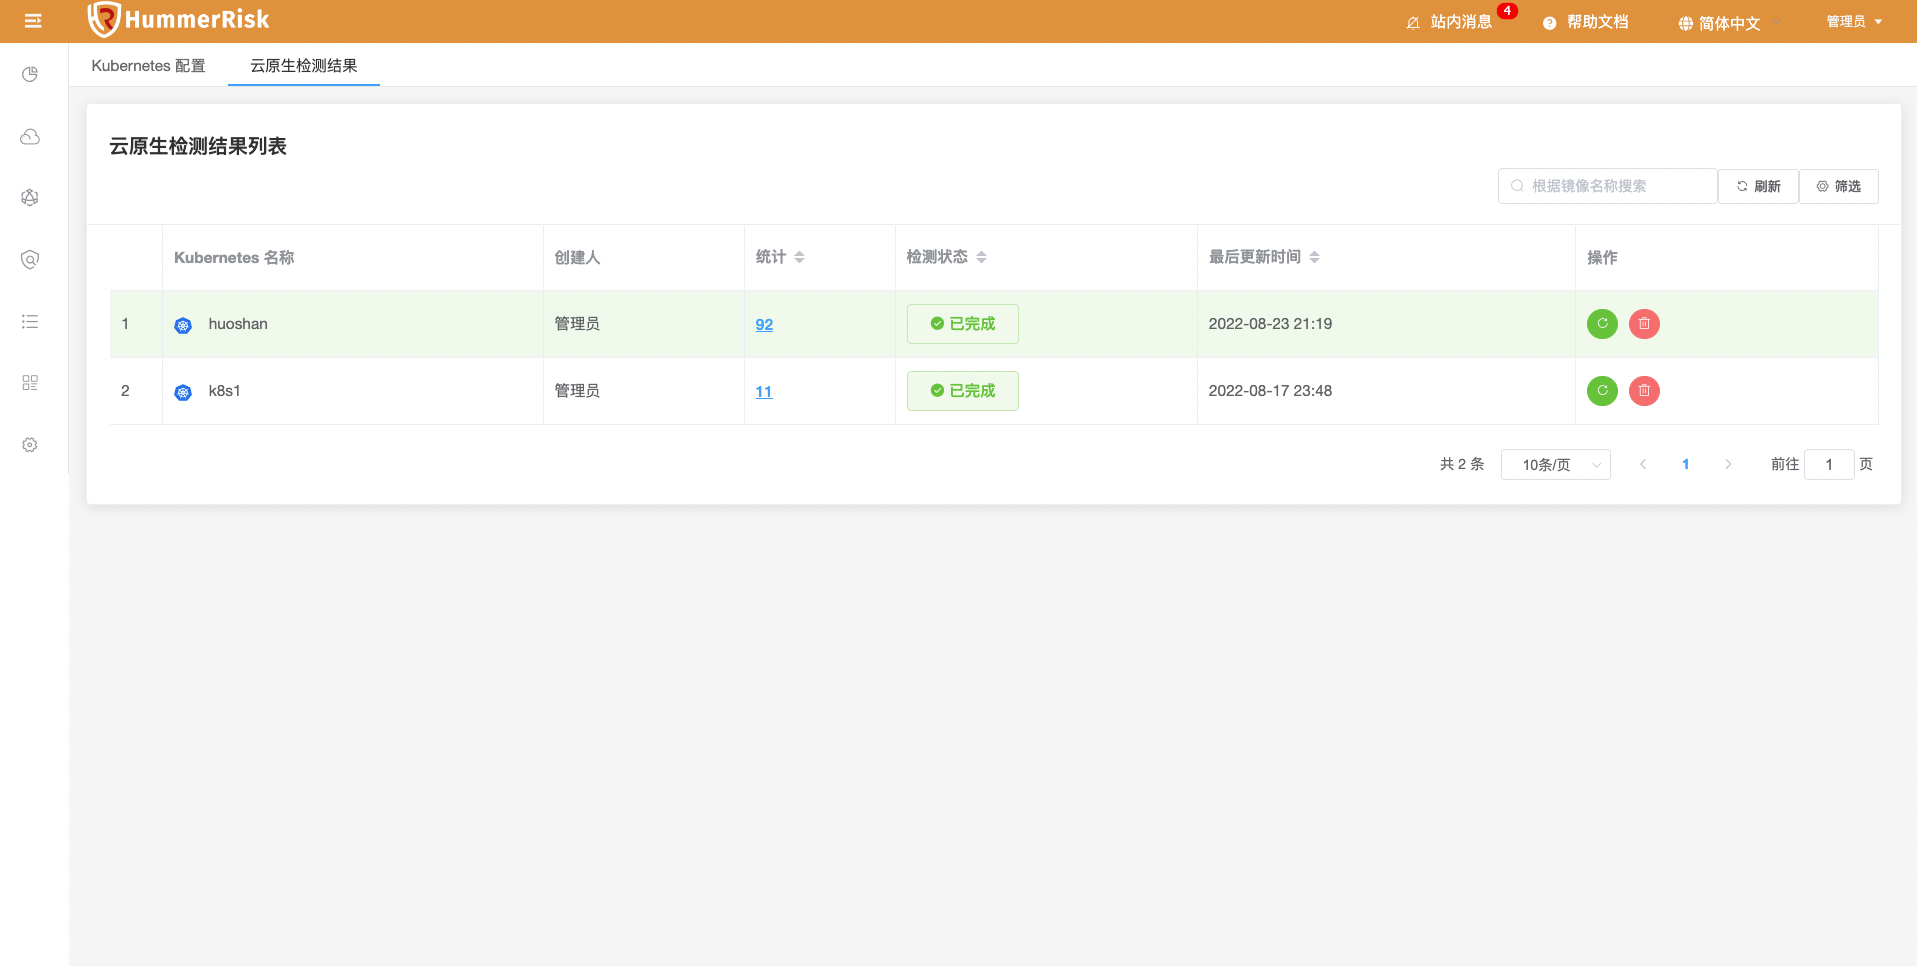 HummerRisk
站内消息 4 帮助文档 简体中文 管理员
Kubernetes 配置 云原生检测结果
云原生检测结果列表
根据镜像名称搜索 刷新 筛选
Kubernetes 名称 创建人 统计 检测状态 最后更新时间 操作
1 huoshan 管理员 92 已完成 2022-08-23 21:19
2 k8s1 管理员 11 已完成 2022-08-17 23:48
共 2 条 10条/页 1 前往 1 页